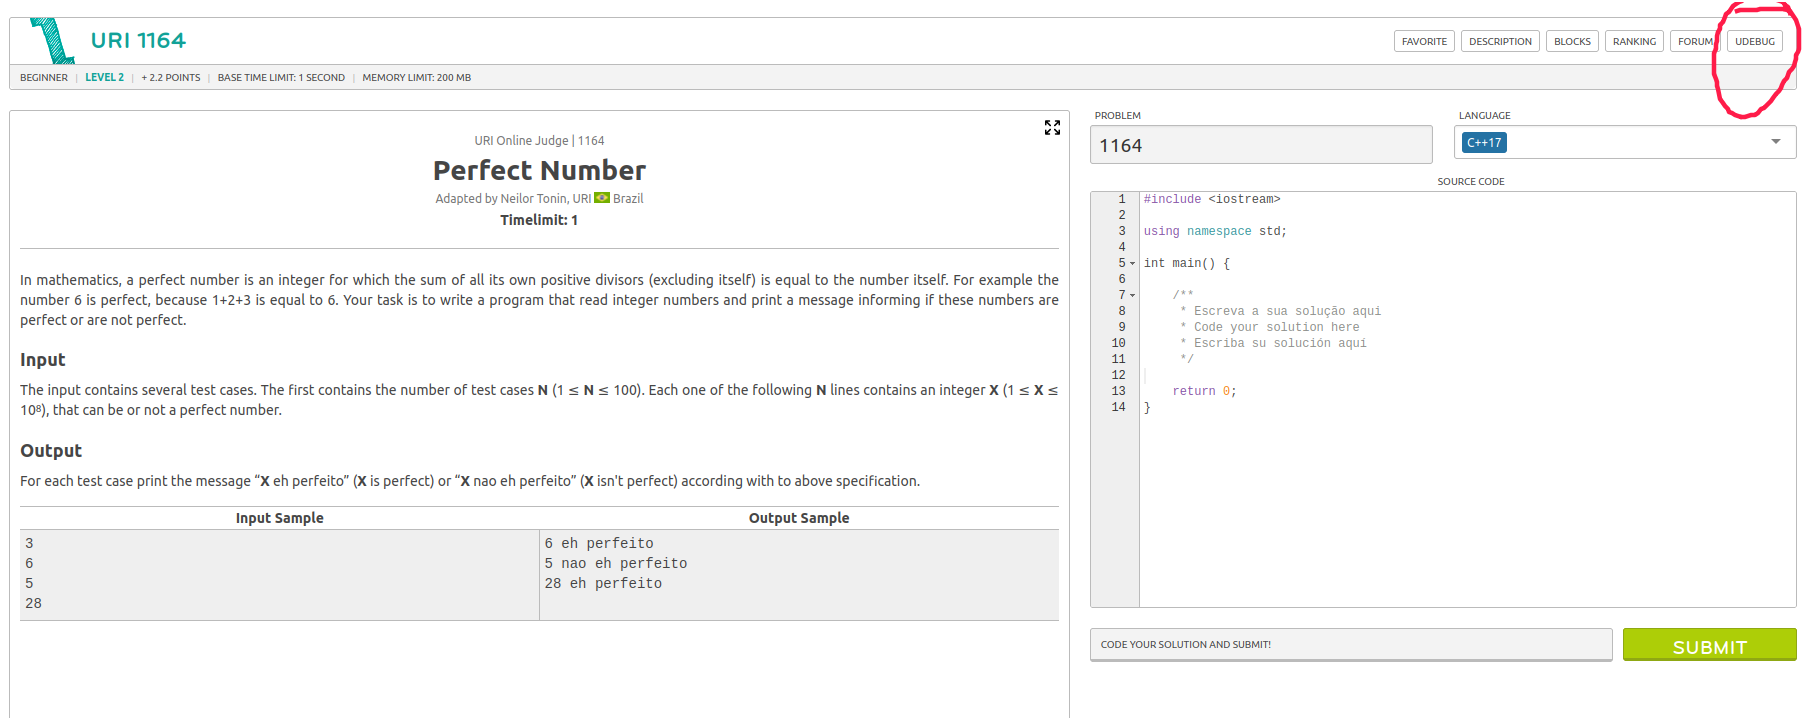 URI 1164
FAVORITE DESCRIPTION BLOCKS RANKING FORUM UDEBUG
BEGINNER | LEVEL 2 | + 2.2 POINTS | BASE TIME LIMIT: 1 SECOND | MEMORY LIMIT: 200 MB
URI Online Judge | 1164
Perfect Number
Adapted by Neilor Tonin, URI Brazil
Timelimit: 1
In mathematics, a perfect number is an integer for which the sum of all its own positive divisors (excluding itself) is equal to the number itself. For example the
number 6 is perfect, because 1+2+3 is equal to 6. Your task is to write a program that read integer numbers and print a message informing if these numbers are
perfect or are not perfect.
Input
The input contains several test cases. The first contains the number of test cases N (1 ≤ N ≤ 100). Each one of the following N lines contains an integer X (1 ≤ X ≤
10⁸), that can be or not a perfect number.
Output
For each test case print the message “X eh perfeito” (X is perfect) or “X nao eh perfeito” (X isn't perfect) according with to above specification.
Input Sample Output Sample
3 6 eh perfeito
6 5 nao eh perfeito
5 28 eh perfeito
28
PROBLEM LANGUAGE
1164 C++17
SOURCE CODE
1 #include <iostream>
2
3 using namespace std;
4
5 int main() {
6
7 /**
8 * Escreva a sua solução aqui
9 * Code your solution here
10 * Escriba su solución aquí
11 */
12
13 return 0;
14 }
CODE YOUR SOLUTION AND SUBMIT!
SUBMIT